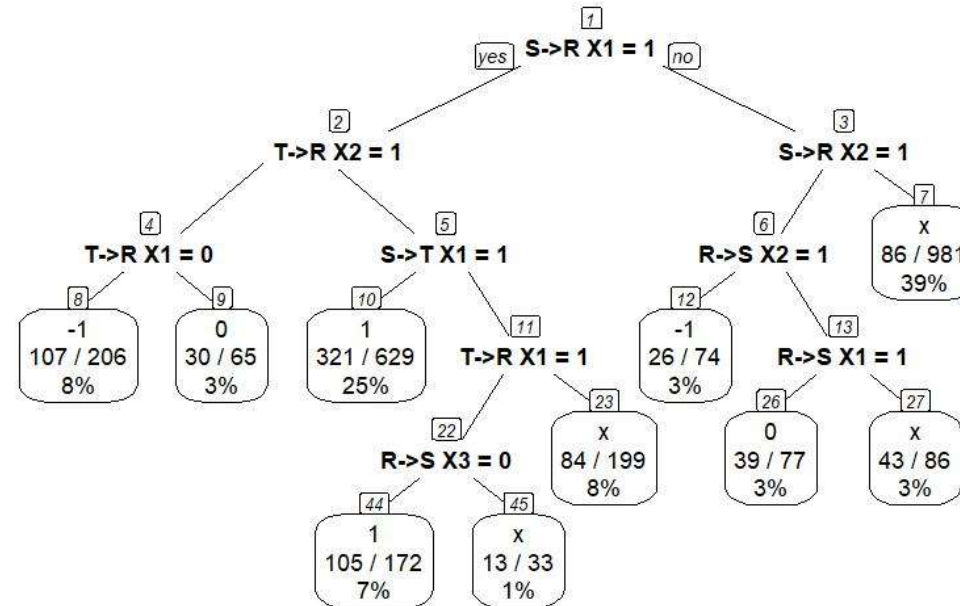 1
S->R X1 = 1
yes
no
2
T->R X2 = 1
3
S->R X2 = 1
4
T->R X1 = 0
5
S->T X1 = 1
6
R->S X2 = 1
7
x
86 / 981
39%
8
-1
107 / 206
8%
9
0
30 / 65
3%
10
1
321 / 629
25%
11
T->R X1 = 1
12
-1
26 / 74
3%
13
R->S X1 = 1
22
R->S X3 = 0
23
x
84 / 199
8%
26
0
39 / 77
3%
27
x
43 / 86
3%
44
1
105 / 172
7%
45
x
13 / 33
1%